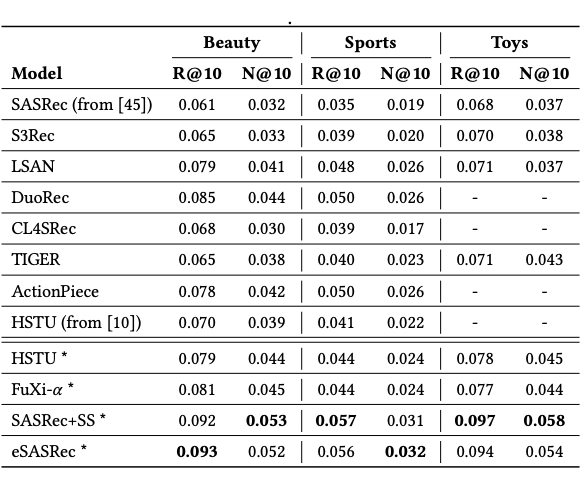 .
Beauty Sports Toys
Model R@10 N@10 R@10 N@10 R@10 N@10
SASRec (from [45]) 0.061 0.032 0.035 0.019 0.068 0.037
S3Rec 0.065 0.033 0.039 0.020 0.070 0.038
LSAN 0.079 0.041 0.048 0.026 0.071 0.037
DuoRec 0.085 0.044 0.050 0.026 - -
CL4SRec 0.068 0.030 0.039 0.017 - -
TIGER 0.065 0.038 0.040 0.023 0.071 0.043
ActionPiece 0.078 0.042 0.050 0.026 - -
HSTU (from [10]) 0.070 0.039 0.041 0.022 - -
HSTU * 0.079 0.044 0.044 0.024 0.078 0.045
FuXi-α * 0.081 0.045 0.044 0.024 0.077 0.044
SASRec+SS * 0.092 0.053 0.057 0.031 0.097 0.058
eSASRec * 0.093 0.052 0.056 0.032 0.094 0.054